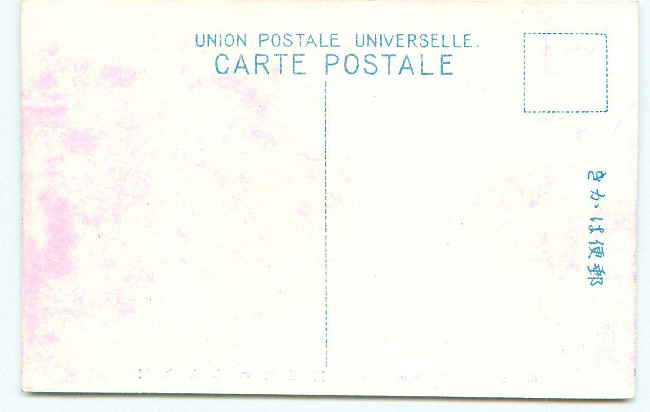 UNION POSTALE UNIVERSELLE.
CARTE POSTALE
きかは便郵